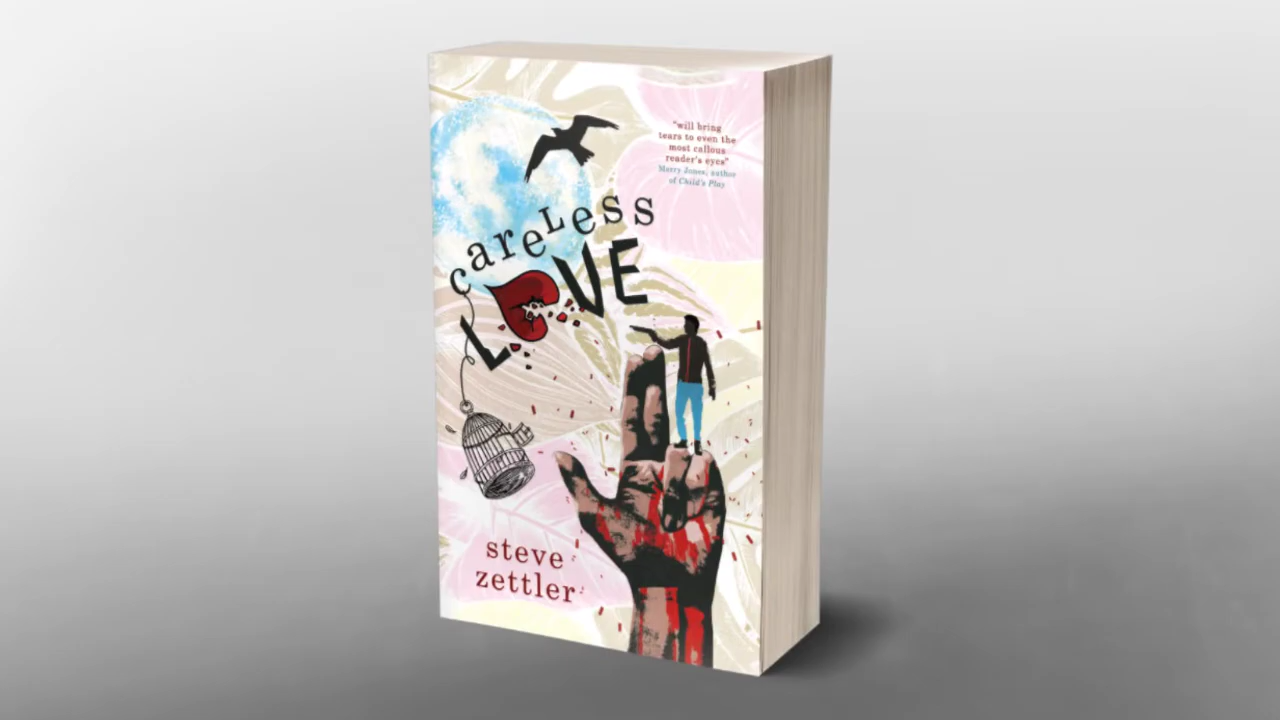 "will bring
tears to even the
most callous
reader's eyes"
Merry Jones, author
of Child's Play
careLess
LOVE
steve
zettler